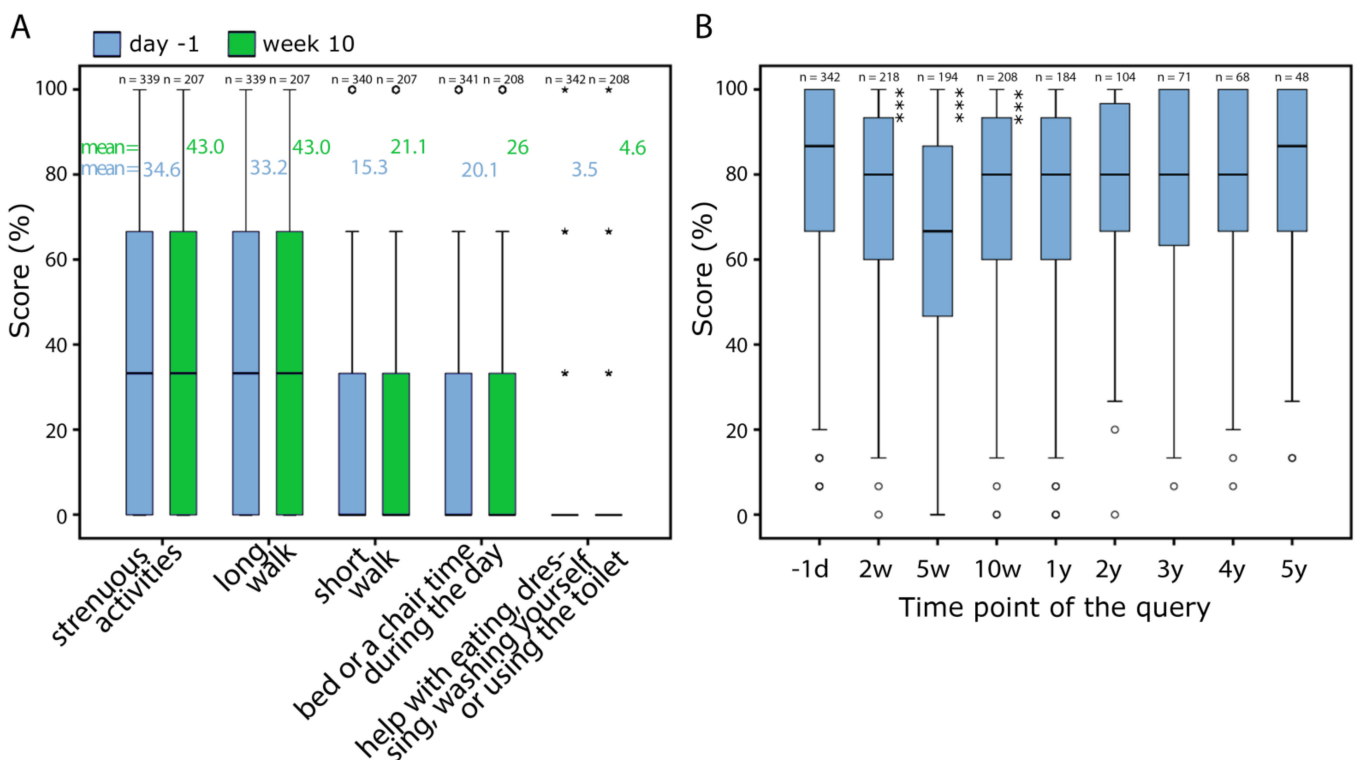 A
day -1
week 10
n = 339 n = 207
n = 339 n = 207
n = 340 n = 207
n = 341 n = 208
n = 342 n = 208
mean= 43.0 43.0 21.1 26 4.6
mean= 34.6 33.2 15.3 20.1 3.5
100
80
60
40
20
0
Score (%)
strenuous
activities
long
walk
short
walk
bed or a chair time
during the day
help with eating, dres-
sing, washing yourself
or using the toilet
B
n = 342 n = 218 n = 194 n = 208 n = 184 n = 104 n = 71 n = 68 n = 48
***
***
***
100
80
60
40
20
0
Score (%)
-1d 2w 5w 10w 1y 2y 3y 4y 5y
Time point of the query